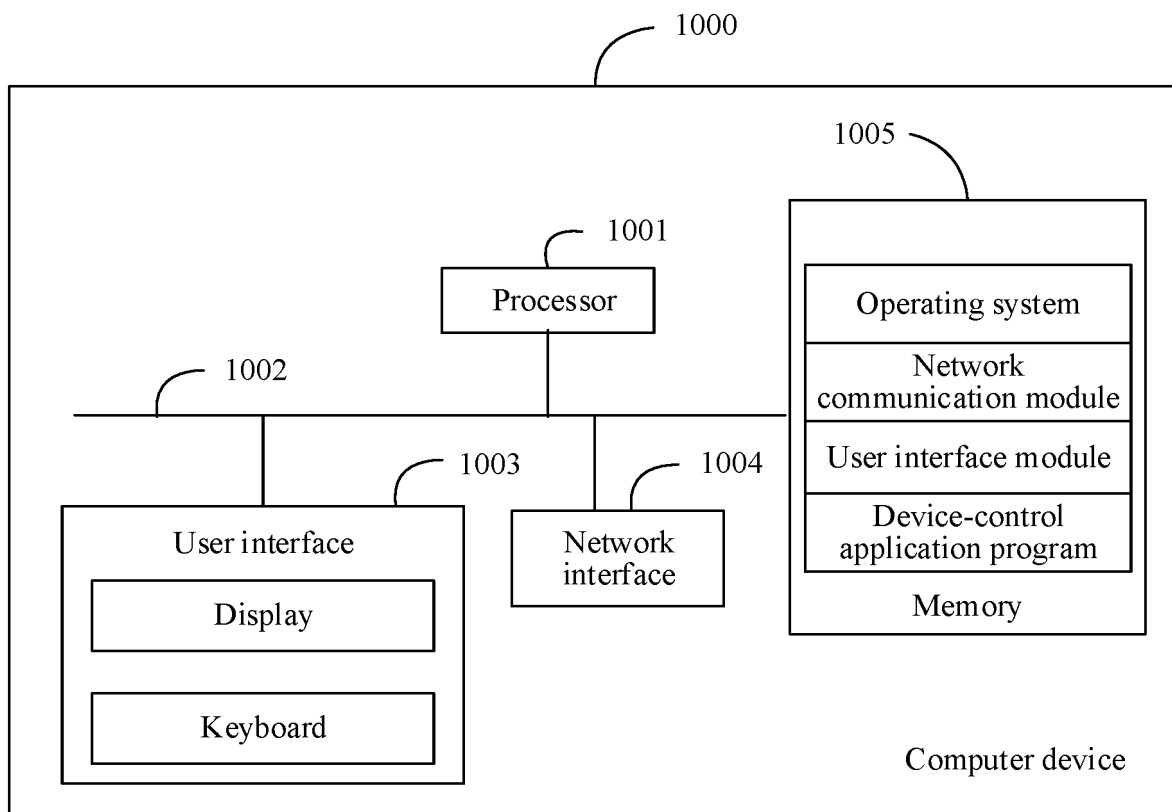 1000
1005
1001
Processor
Operating system
1002
Network
communication module
1003
1004
User interface module
User interface
Network
interface
Device-control
application program
Display
Memory
Keyboard
Computer device